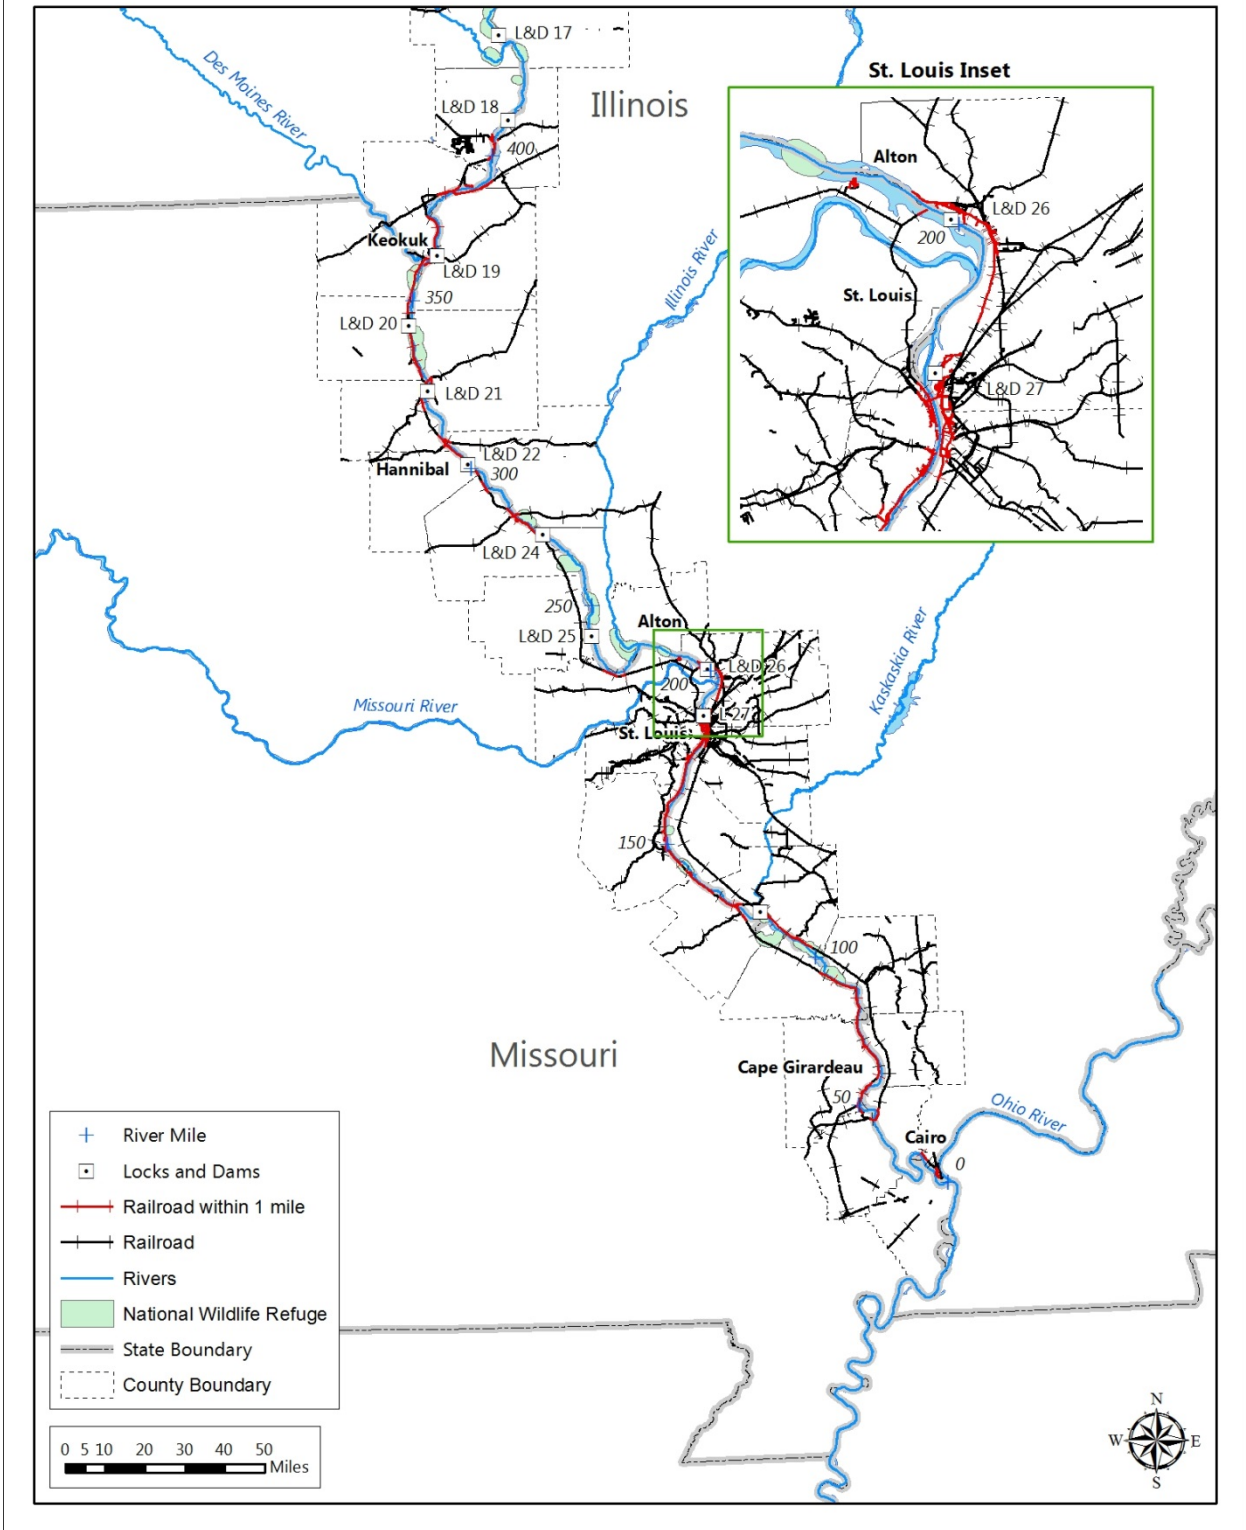 L&D 17
St. Louis Inset
Des Moines River
Illinois
L&D 18
400
Alton
L&D 26
200
Keokuk
L&D 19
Illinois River
350
St. Louis
L&D 20
L&D 27
L&D 21
L&D 22
Hannibal
300
L&D 24
250
Alton
L&D 25
L&D 26
Kaskaskia River
200
Missouri River
L 27
St. Louis
150
100
Missouri
Cape Girardeau
50
Ohio River
Cairo
0
River Mile
Locks and Dams
Railroad within 1 mile
Railroad
Rivers
National Wildlife Refuge
State Boundary
County Boundary
0 5 10 20 30 40 50
Miles
N
W E
S